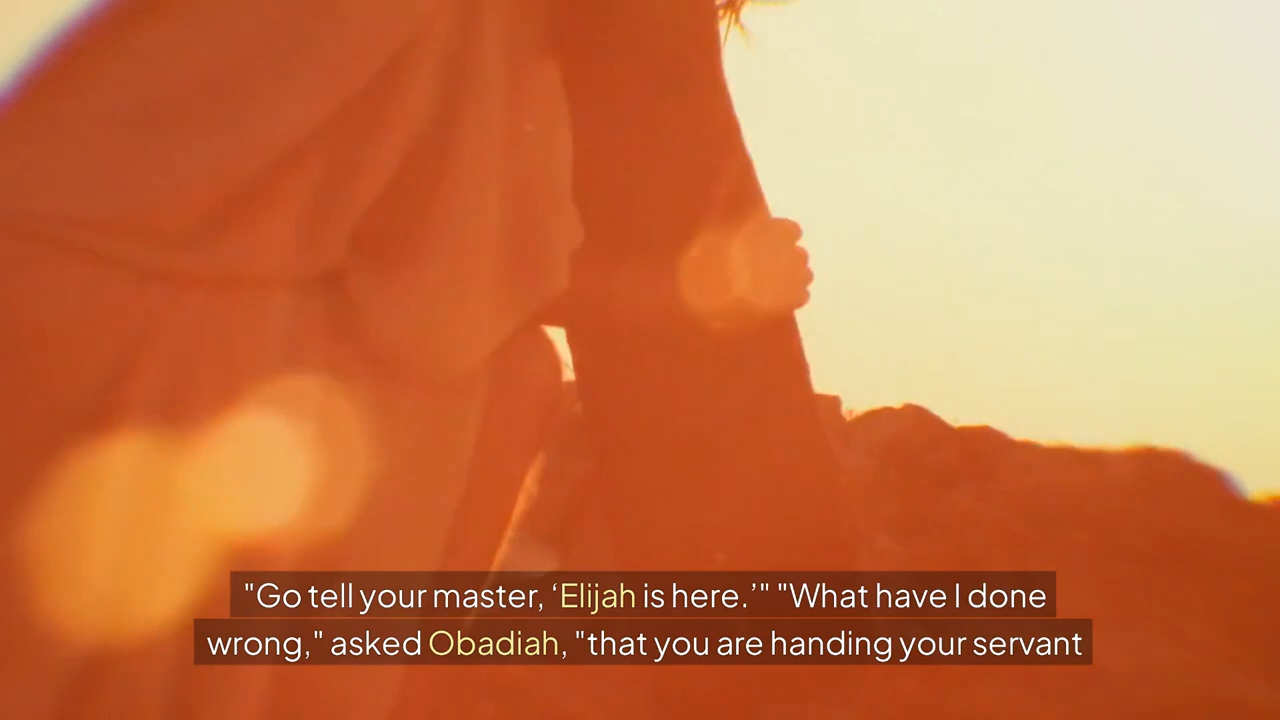 "Go tell your master, ‘Elijah is here.’" "What have I done
wrong," asked Obadiah, "that you are handing your servant